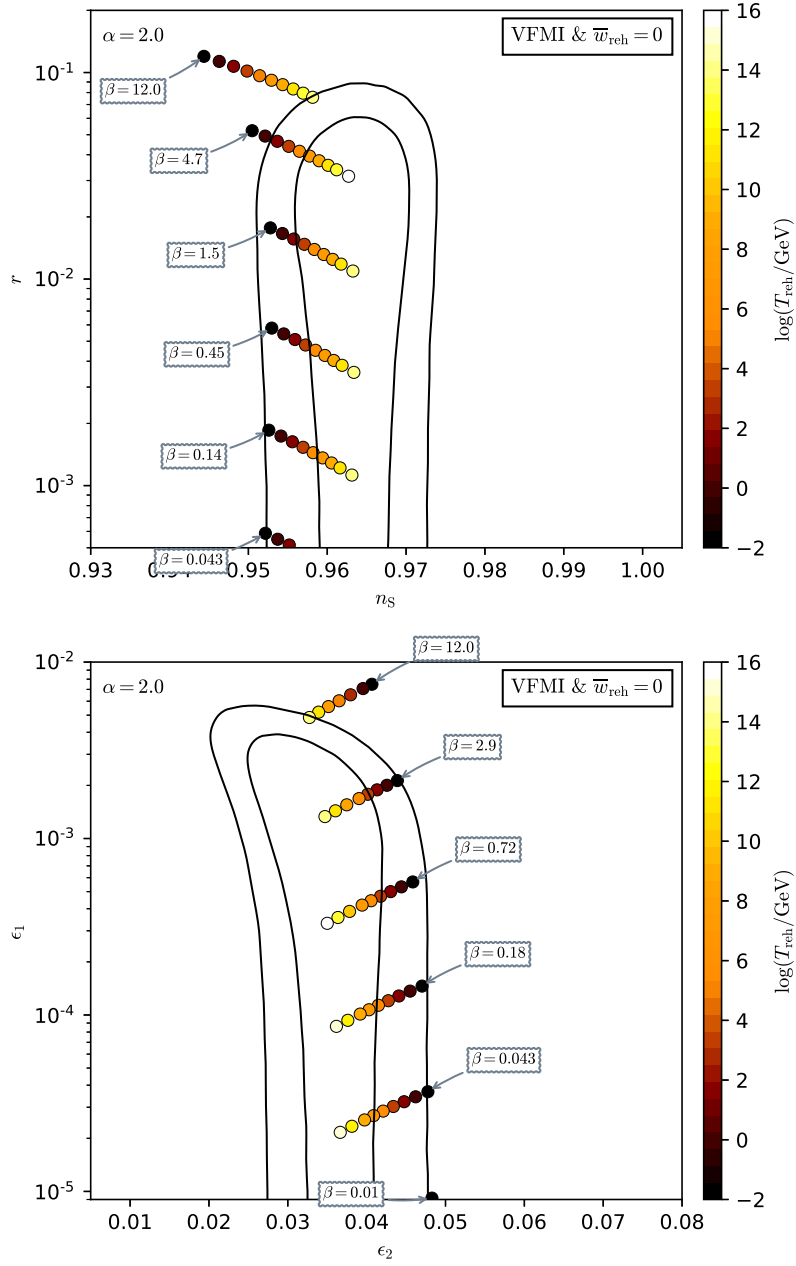 α = 2.0
VFMI & w̅_reh = 0
β = 12.0
β = 4.7
β = 1.5
β = 0.45
β = 0.14
β = 0.043
10⁻¹
10⁻²
10⁻³
r
0.93 0.95 0.96 0.97 0.98 0.99 1.00
n_S
16
14
12
10
8
6
4
2
0
−2
log(T_reh/GeV)
α = 2.0
VFMI & w̅_reh = 0
β = 12.0
β = 2.9
β = 0.72
β = 0.18
β = 0.043
β = 0.01
10⁻²
10⁻³
10⁻⁴
10⁻⁵
ϵ₁
0.01 0.02 0.03 0.04 0.05 0.06 0.07 0.08
ϵ₂
16
14
12
10
8
6
4
2
0
−2
log(T_reh/GeV)